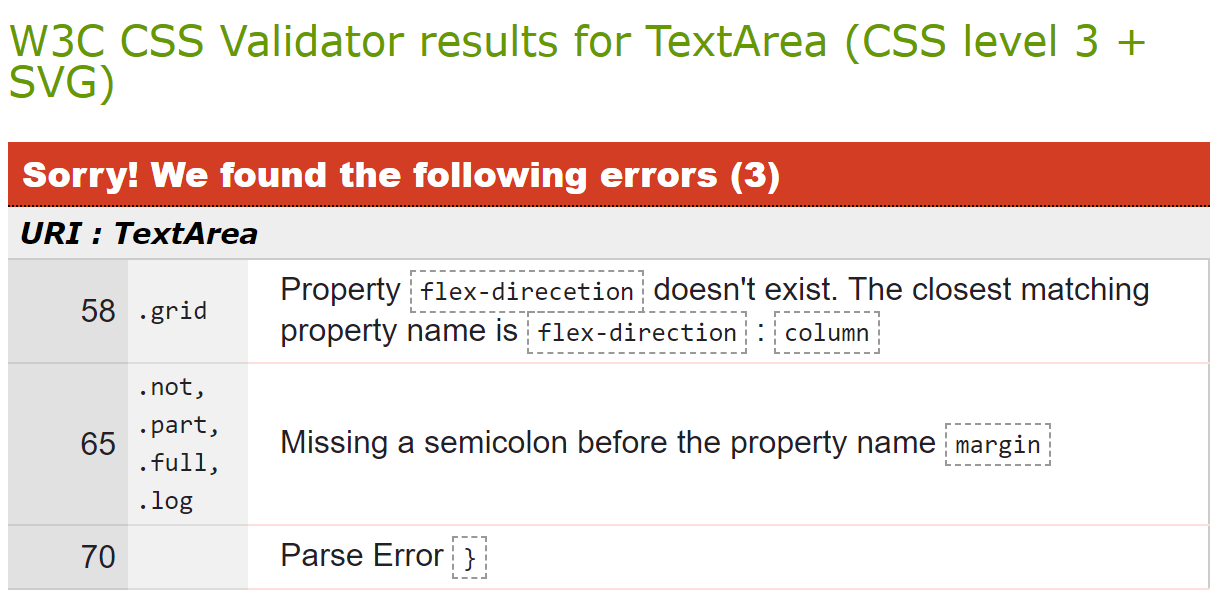 W3C CSS Validator results for TextArea (CSS level 3 +
SVG)
Sorry! We found the following errors (3)
URI : TextArea
58 .grid Property flex-direcetion doesn't exist. The closest matching
property name is flex-direction : column
.not,
.part,
65 Missing a semicolon before the property name margin
.full,
.log
70 Parse Error }